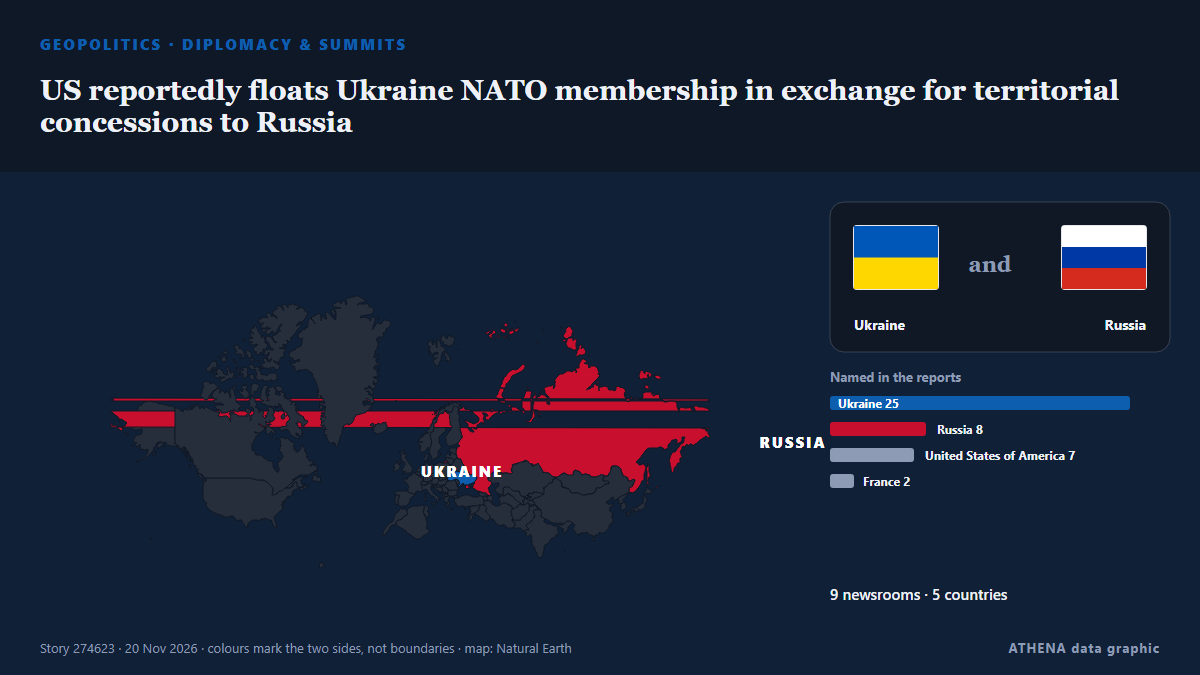 GEOPOLITICS · DIPLOMACY & SUMMITS
US reportedly floats Ukraine NATO membership in exchange for territorial
concessions to Russia
and
Ukraine
Russia
Named in the reports
Ukraine 25
Russia 8
United States of America 7
France 2
RUSSIA
UKRAINE
9 newsrooms · 5 countries
Story 274623 · 20 Nov 2026 · colours mark the two sides, not boundaries · map: Natural Earth
ATHENA data graphic